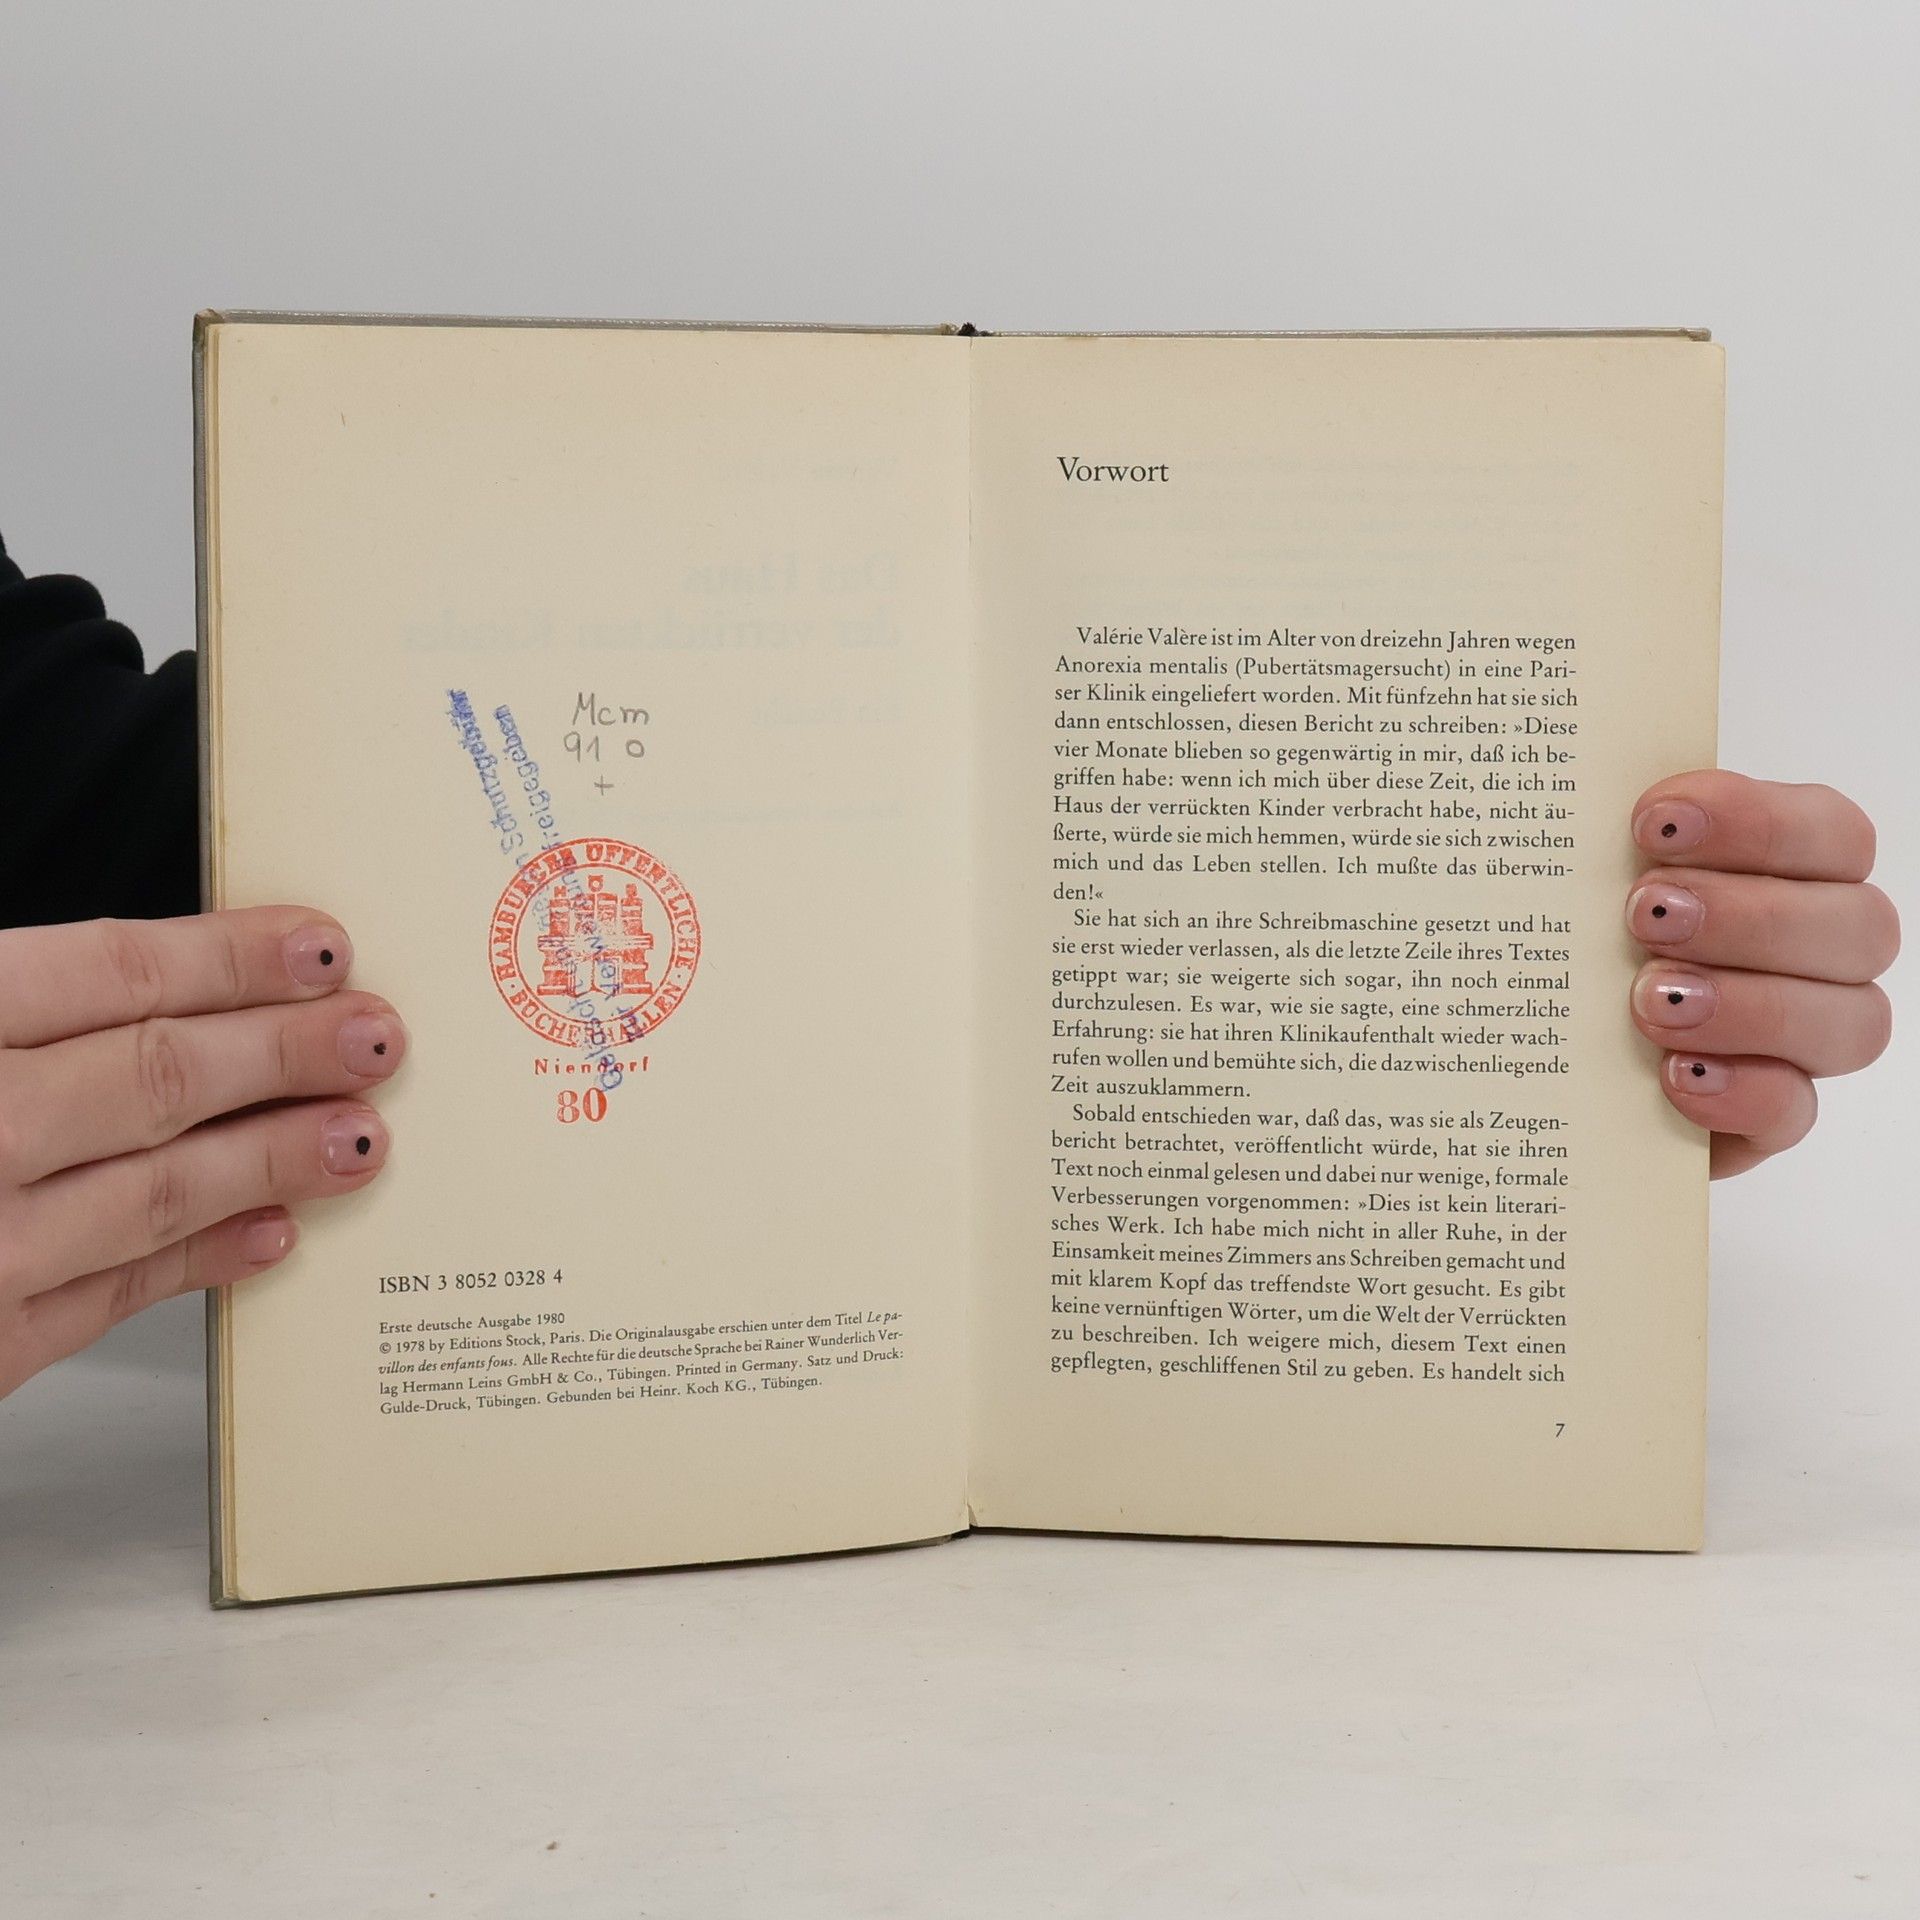 Mcm
91 0
+
HAMBURGER ÖFFENTLICHE
BÜCHERHALLEN
Niendorf
80
ISBN 3 8052 0328 4
Erste deutsche Ausgabe 1980
© 1978 by Editions Stock, Paris. Die Originalausgabe erschien unter dem Titel Le pa-
villon des enfants fous. Alle Rechte für die deutsche Sprache bei Rainer Wunderlich Ver-
lag Hermann Leins GmbH & Co., Tübingen. Printed in Germany. Satz und Druck:
Gulde-Druck, Tübingen. Gebunden bei Heinr. Koch KG., Tübingen.
Vorwort
Valérie Valère ist im Alter von dreizehn Jahren wegen
Anorexia mentalis (Pubertätsmagersucht) in eine Pari-
ser Klinik eingeliefert worden. Mit fünfzehn hat sie sich
dann entschlossen, diesen Bericht zu schreiben: »Diese
vier Monate blieben so gegenwärtig in mir, daß ich be-
griffen habe: wenn ich mich über diese Zeit, die ich im
Haus der verrückten Kinder verbracht habe, nicht äu-
ßerte, würde sie mich hemmen, würde sie sich zwischen
mich und das Leben stellen. Ich mußte das überwin-
den!«
Sie hat sich an ihre Schreibmaschine gesetzt und hat
sie erst wieder verlassen, als die letzte Zeile ihres Textes
getippt war; sie weigerte sich sogar, ihn noch einmal
durchzulesen. Es war, wie sie sagte, eine schmerzliche
Erfahrung: sie hat ihren Klinikaufenthalt wieder wach-
rufen wollen und bemühte sich, die dazwischenliegende
Zeit auszuklammern.
Sobald entschieden war, daß das, was sie als Zeugen-
bericht betrachtet, veröffentlicht würde, hat sie ihren
Text noch einmal gelesen und dabei nur wenige, formale
Verbesserungen vorgenommen: »Dies ist kein literari-
sches Werk. Ich habe mich nicht in aller Ruhe, in der
Einsamkeit meines Zimmers ans Schreiben gemacht und
mit klarem Kopf das treffendste Wort gesucht. Es gibt
keine vernünftigen Wörter, um die Welt der Verrückten
zu beschreiben. Ich weigere mich, diesem Text einen
gepflegten, geschliffenen Stil zu geben. Es handelt sich
7